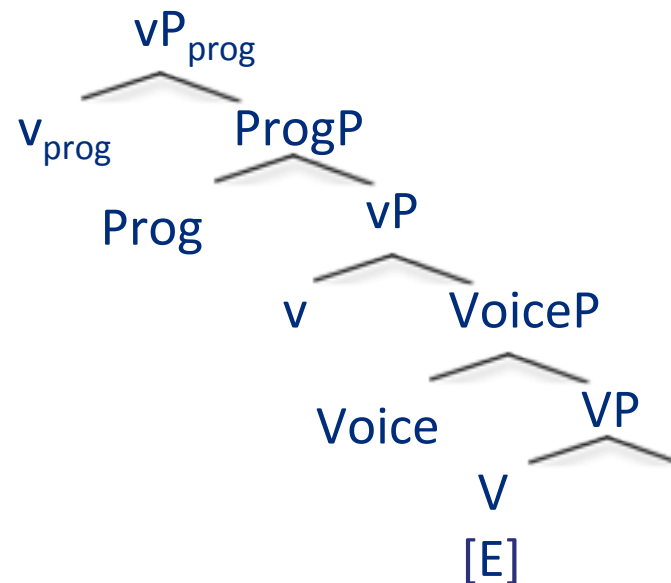 vPprog
vprog ProgP
Prog vP
v VoiceP
Voice VP
V
[E]